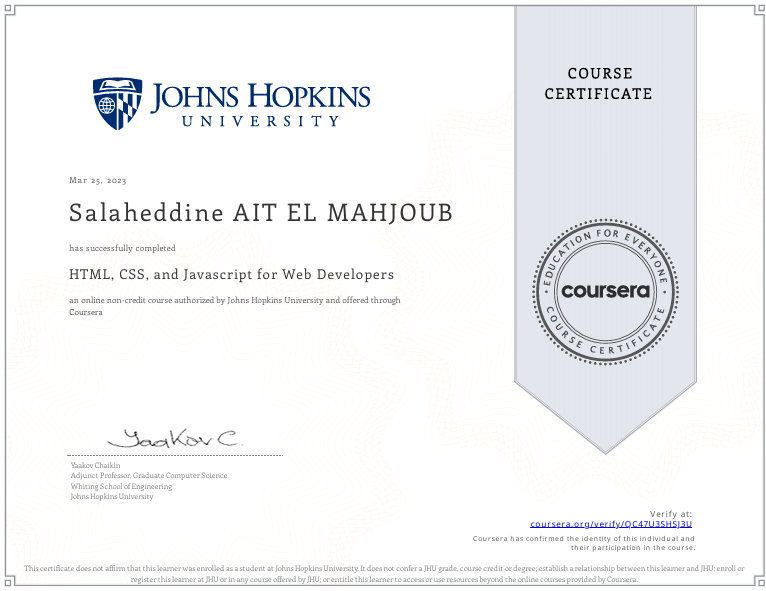 COURSE
CERTIFICATE
JOHNS HOPKINS
UNIVERSITY
Mar 25, 2023
Salaheddine AIT EL MAHJOUB
has successfully completed
HTML, CSS, and Javascript for Web Developers
an online non-credit course authorized by Johns Hopkins University and offered through
Coursera
EDUCATION FOR EVERYONE
coursera
COURSE CERTIFICATE
Yaakov C.
Yaakov Chaikin
Adjunct Professor, Graduate Computer Science
Whiting School of Engineering
Johns Hopkins University
Verify at:
coursera.org/verify/QC47U3SHSJ3U
Coursera has confirmed the identity of this individual and
their participation in the course.
This certificate does not affirm that this learner was enrolled as a student at Johns Hopkins University. It does not confer a JHU grade, course credit or degree; establish a relationship between this learner and JHU; enroll or
register this learner at JHU or in any course offered by JHU; or entitle this learner to access or use resources beyond the online courses provided by Coursera.